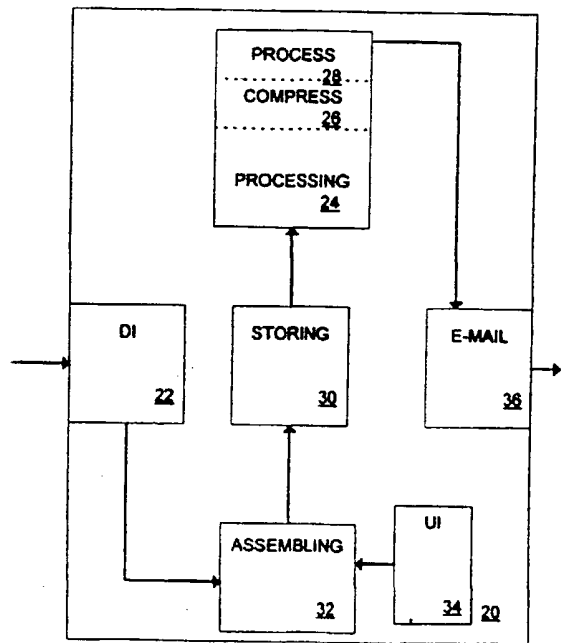 PROCESS
28
COMPRESS
26
PROCESSING
24
DI
22
STORING
30
E-MAIL
36
ASSEMBLING
32
UI
34
20